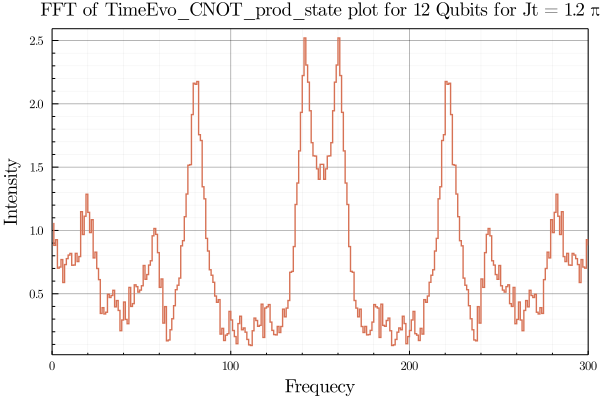 FFT of TimeEvo_CNOT_prod_state plot for 12 Qubits for Jt = 1.2 π
2.5
2.0
1.5
1.0
0.5
Intensity
0 100 200 300
Frequecy